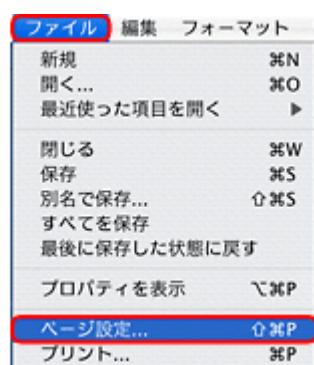 ファイル 編集 フォーマット
新規 ⌘N
開く... ⌘O
最近使った項目を開く ▶
閉じる ⌘W
保存 ⌘S
別名で保存... ⇧⌘S
すべてを保存
最後に保存した状態に戻す
プロパティを表示 ⌥⌘P
ページ設定... ⇧⌘P
プリント... ⌘P